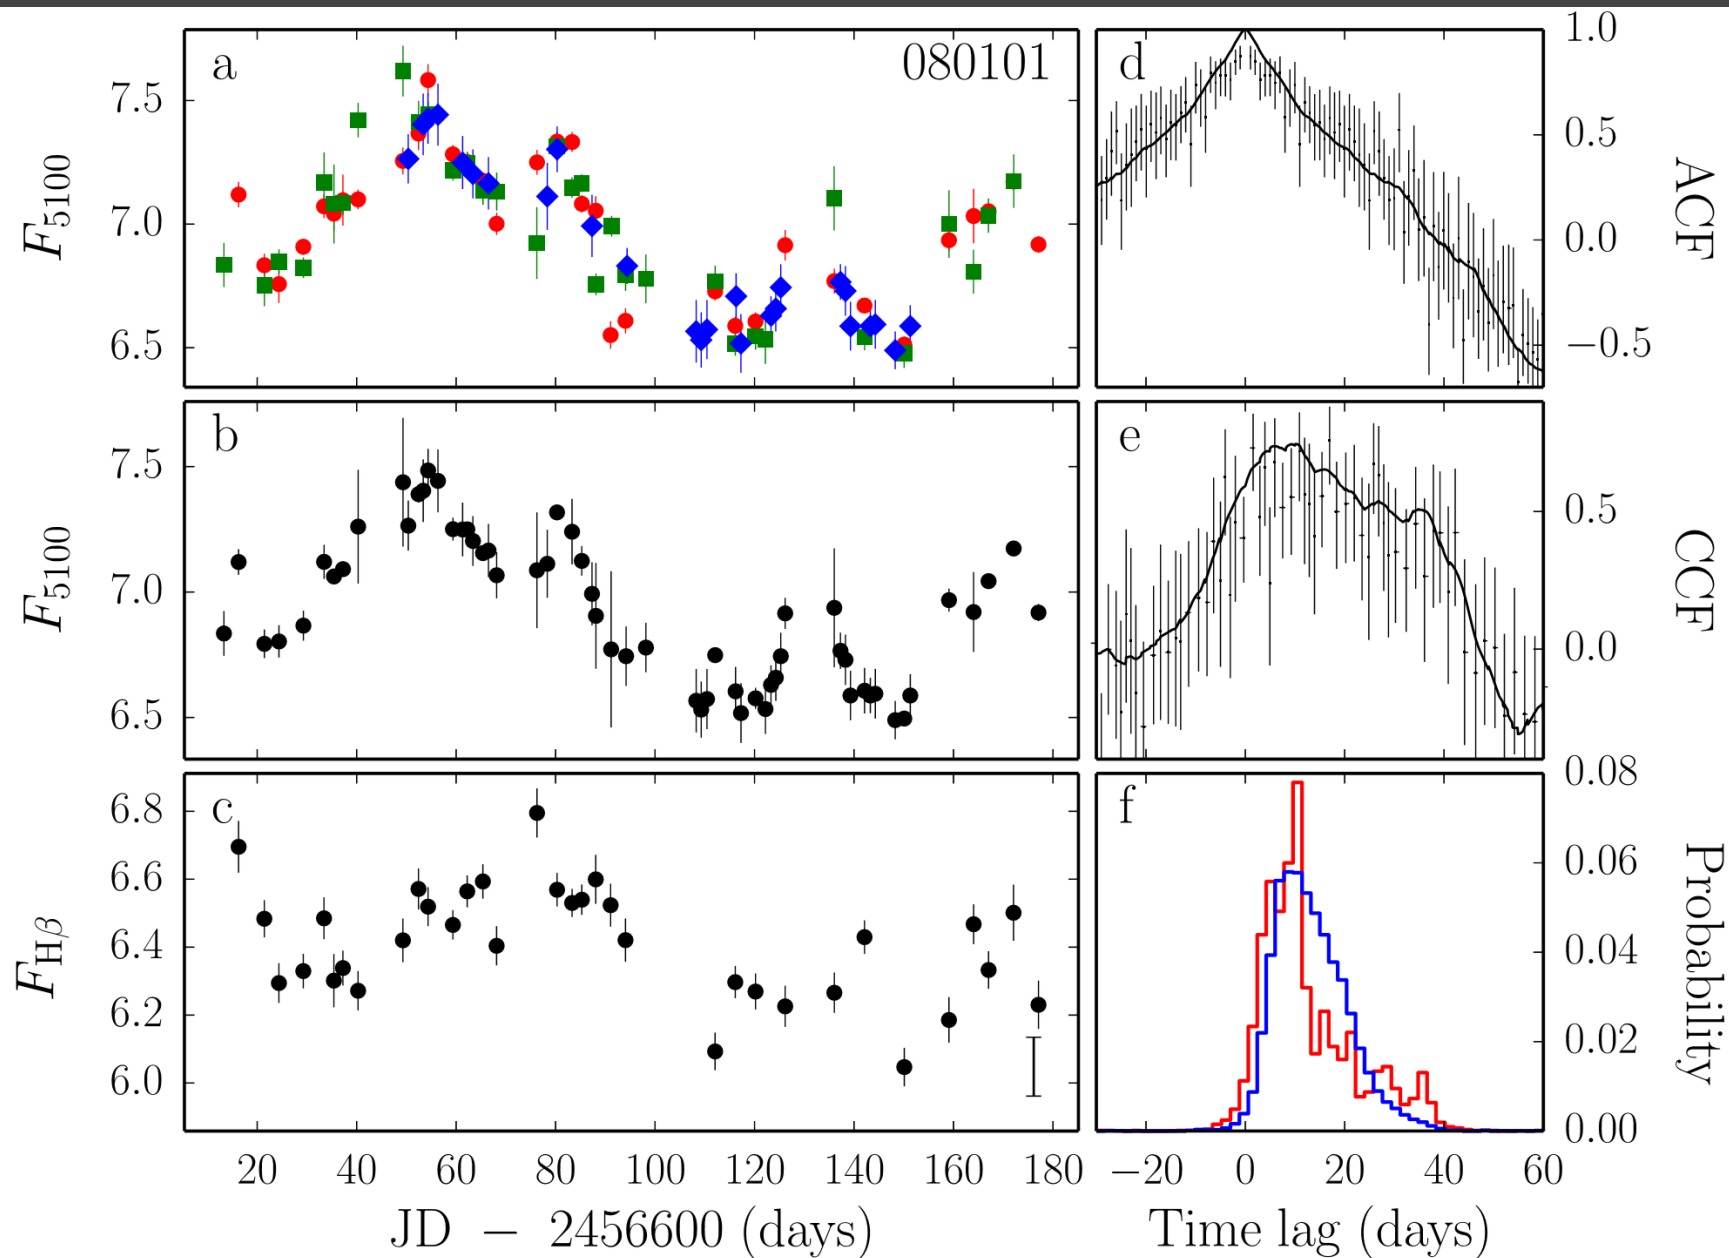 a
080101
7.5
7.0
6.5
F5100
d
1.0
0.5
0.0
−0.5
ACF
b
7.5
7.0
6.5
F5100
e
0.5
0.0
CCF
c
6.8
6.6
6.4
6.2
6.0
FHβ
20 40 60 80 100 120 140 160 180
JD − 2456600 (days)
f
0.08
0.06
0.04
0.02
0.00
Probability
−20 0 20 40 60
Time lag (days)